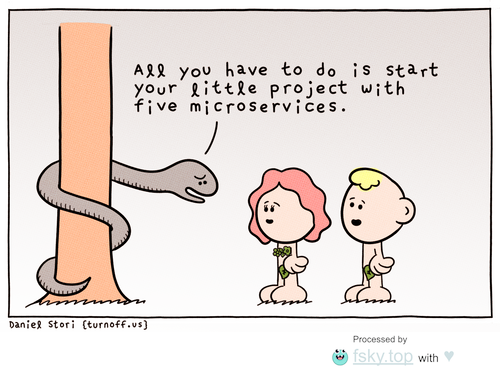 All you have to do is start
your little project with
five microservices.
Daniel Stori {turnoff.us}
Processed by
fsky.top with ♥